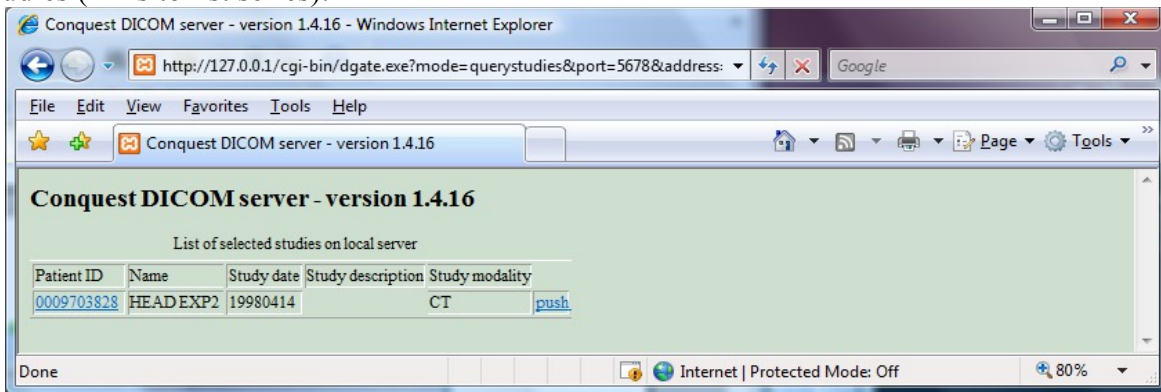 Conquest DICOM server - version 1.4.16 - Windows Internet Explorer
http://127.0.0.1/cgi-bin/dgate.exe?mode=querystudies&port=5678&address: Google
File Edit View Favorites Tools Help
Conquest DICOM server - version 1.4.16 Page Tools »
Conquest DICOM server - version 1.4.16
List of selected studies on local server
Patient ID Name Study date Study description Study modality
0009703828 HEAD EXP2 19980414 CT push
Done Internet | Protected Mode: Off 80%